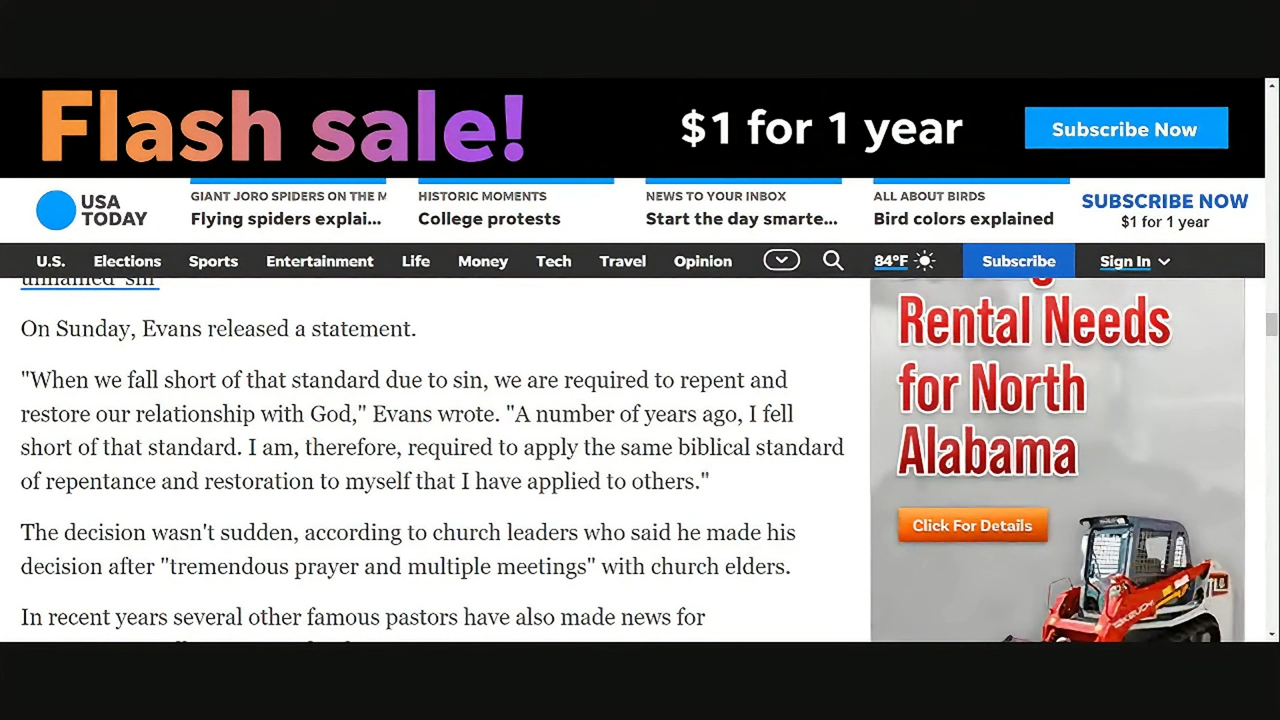 Flash sale!
$1 for 1 year
Subscribe Now
USA
TODAY
GIANT JORO SPIDERS ON THE M
Flying spiders explai...
HISTORIC MOMENTS
College protests
NEWS TO YOUR INBOX
Start the day smarte...
ALL ABOUT BIRDS
Bird colors explained
SUBSCRIBE NOW
$1 for 1 year
U.S. Elections Sports Entertainment Life Money Tech Travel Opinion 84°F Subscribe Sign In
unnamed 'sin'
On Sunday, Evans released a statement.
"When we fall short of that standard due to sin, we are required to repent and
restore our relationship with God," Evans wrote. "A number of years ago, I fell
short of that standard. I am, therefore, required to apply the same biblical standard
of repentance and restoration to myself that I have applied to others."
The decision wasn't sudden, according to church leaders who said he made his
decision after "tremendous prayer and multiple meetings" with church elders.
In recent years several other famous pastors have also made news for
Rental Needs
for North
Alabama
Click For Details
TAKEUCHI